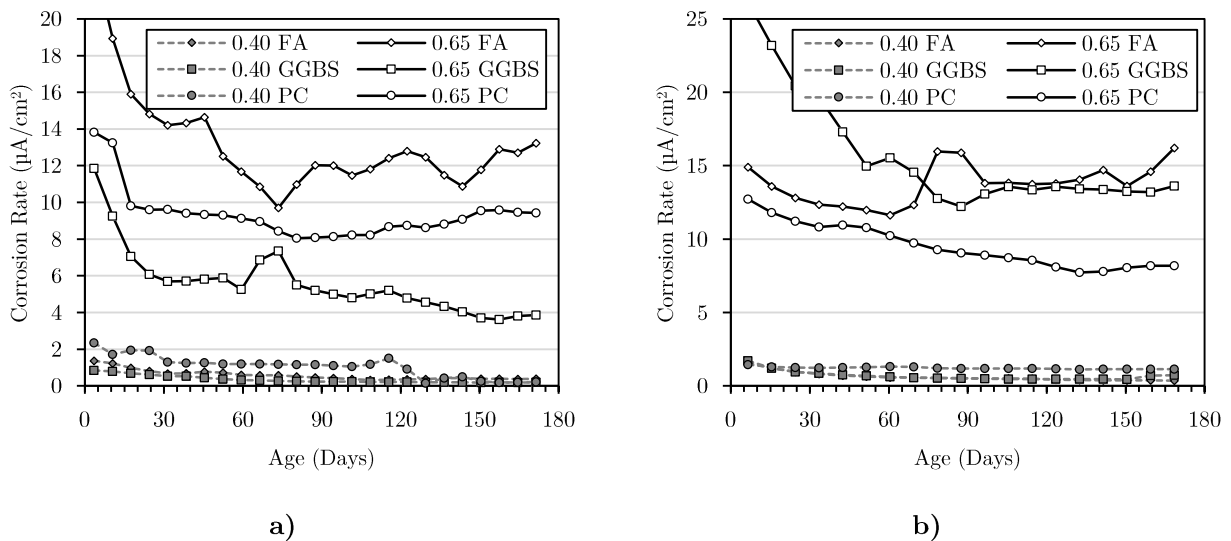 20
18
16
14
12
10
8
6
4
2
0
Corrosion Rate (µA/cm²)
0.40 FA 0.65 FA
0.40 GGBS 0.65 GGBS
0.40 PC 0.65 PC
0 30 60 90 120 150 180
Age (Days)
a)
25
20
15
10
5
0
Corrosion Rate (µA/cm²)
0.40 FA 0.65 FA
0.40 GGBS 0.65 GGBS
0.40 PC 0.65 PC
0 30 60 90 120 150 180
Age (Days)
b)